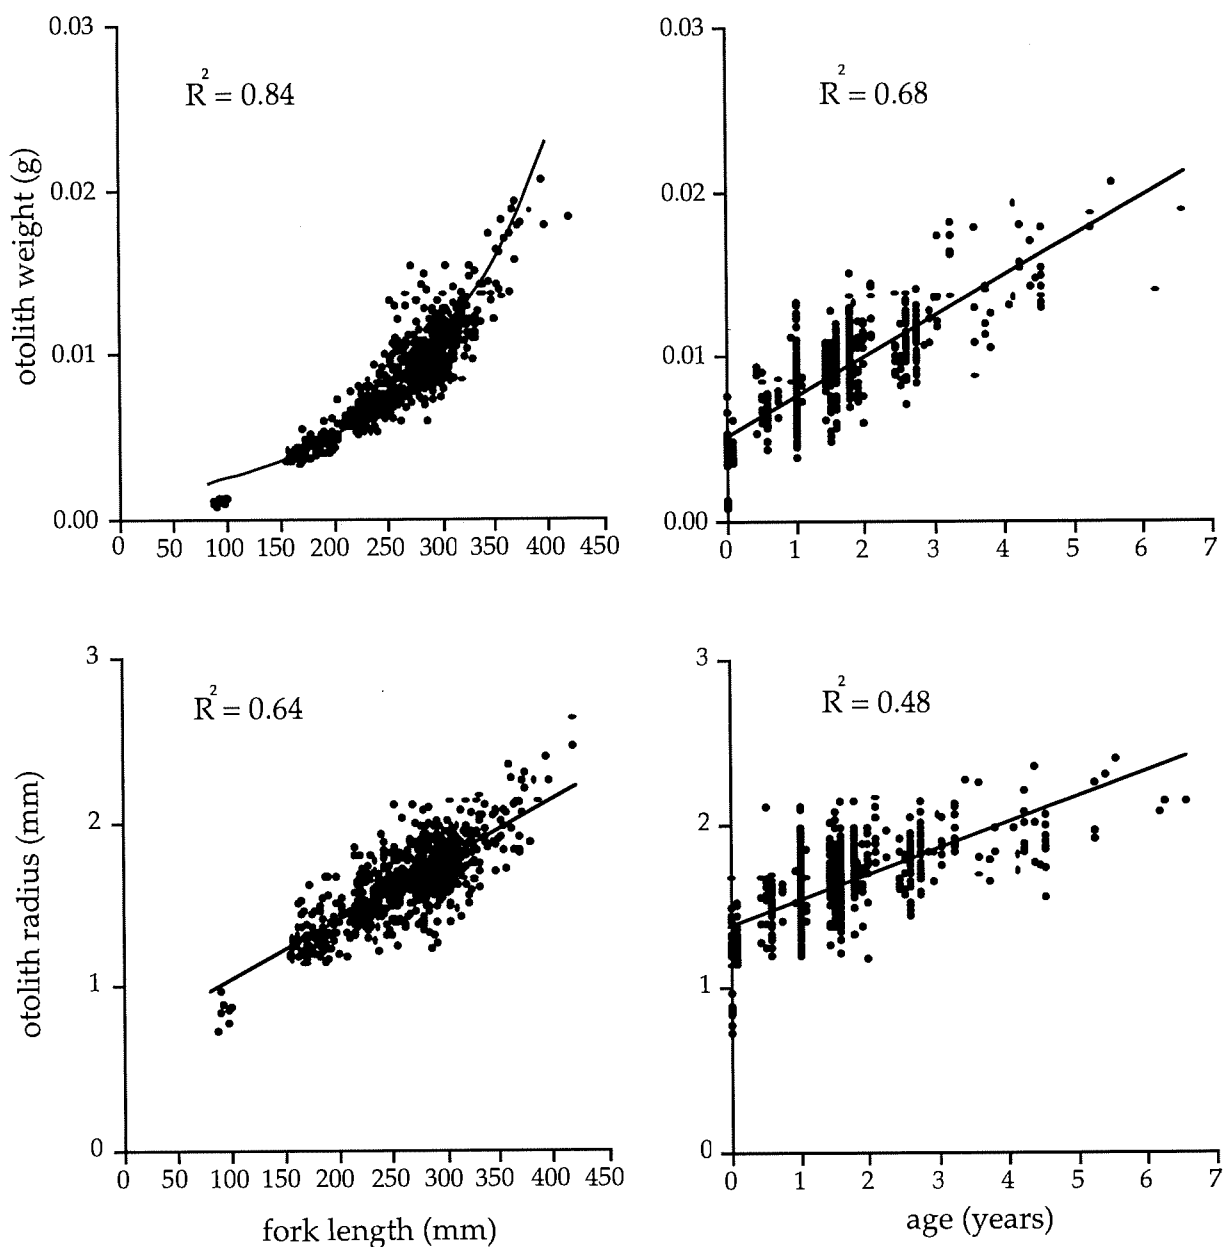 0.03
R² = 0.84
otolith weight (g)
0.02
0.01
0.00
0 50 100 150 200 250 300 350 400 450
0.03
R² = 0.68
0.02
0.01
0.00
0 1 2 3 4 5 6 7
3
R² = 0.64
otolith radius (mm)
2
1
0
0 50 100 150 200 250 300 350 400 450
fork length (mm)
3
R² = 0.48
2
1
0
0 1 2 3 4 5 6 7
age (years)